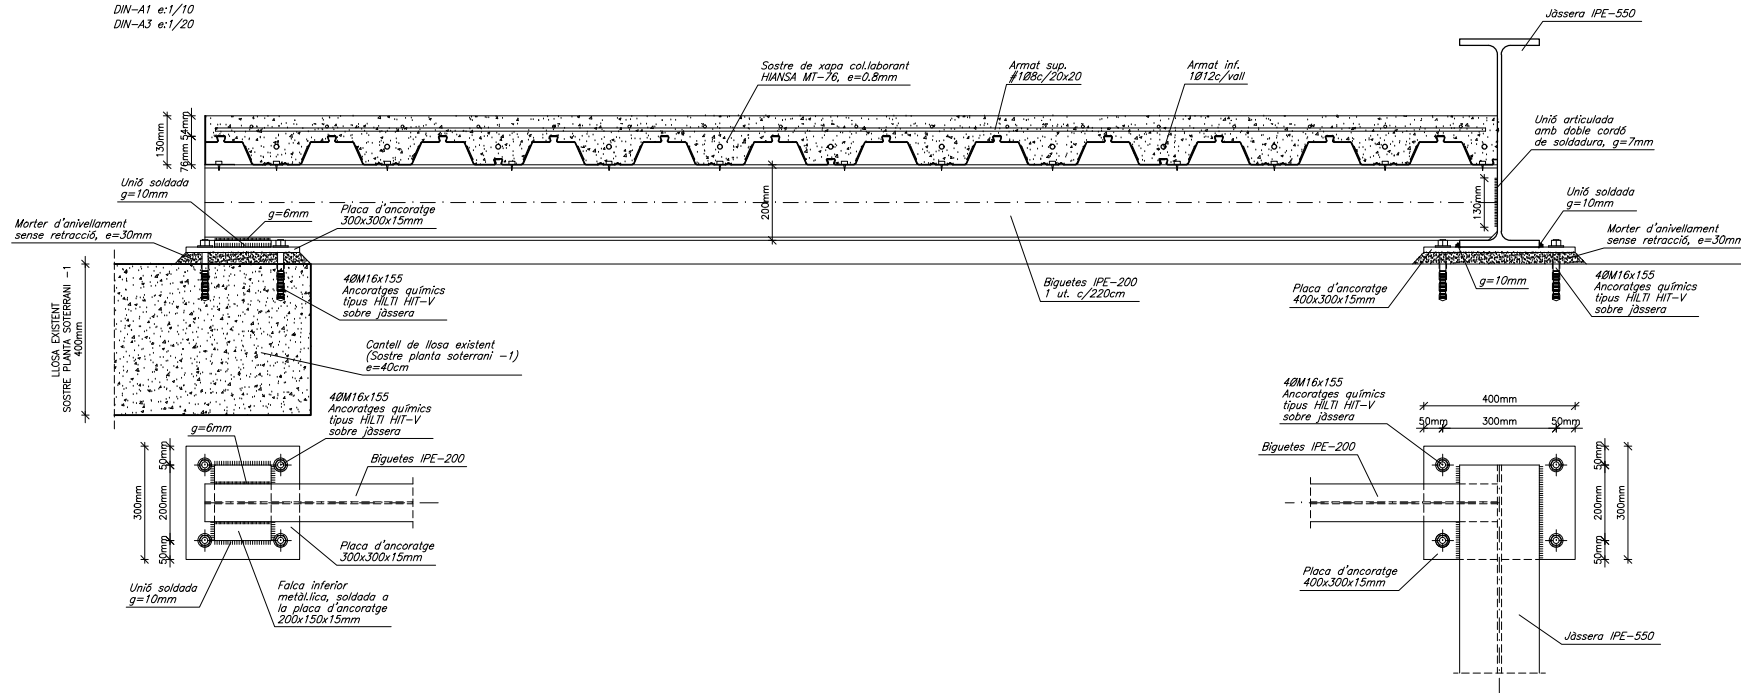 DIN-A1 e:1/10
DIN-A3 e:1/20
Jàssera IPE-550
Sostre de xapa col.laborant
HIANSA MT-76, e=0.8mm
Armat sup.
#1Ø8c/20x20
Armat inf.
1Ø12c/vall
130mm
54mm
76mm
Unió articulada
amb doble cordó
de soldadura, g=7mm
Unió soldada
g=10mm
g=6mm
Placa d'ancoratge
300x300x15mm
200mm
130mm
Unió soldada
g=10mm
Morter d'anivellament
sense retracció, e=30mm
Morter d'anivellament
sense retracció, e=30mm
4ØM16x155
Ancoratges químics
tipus HILTI HIT-V
sobre jàssera
Biguetes IPE-200
1 ut. c/220cm
Placa d'ancoratge
400x300x15mm
g=10mm
4ØM16x155
Ancoratges químics
tipus HILTI HIT-V
sobre jàssera
LLOSA EXISTENT
SOSTRE PLANTA SOTERRANI -1
400mm
Cantell de llosa existent
(Sostre planta soterrani -1)
e=40cm
4ØM16x155
Ancoratges químics
tipus HILTI HIT-V
sobre jàssera
g=6mm
Biguetes IPE-200
300mm
50mm
200mm
50mm
Placa d'ancoratge
300x300x15mm
Unió soldada
g=10mm
Falca inferior
metàl.lica, soldada a
la placa d'ancoratge
200x150x15mm
4ØM16x155
Ancoratges químics
tipus HILTI HIT-V
sobre jàssera
400mm
50mm
300mm
50mm
Biguetes IPE-200
50mm
200mm
50mm
300mm
Placa d'ancoratge
400x300x15mm
Jàssera IPE-550